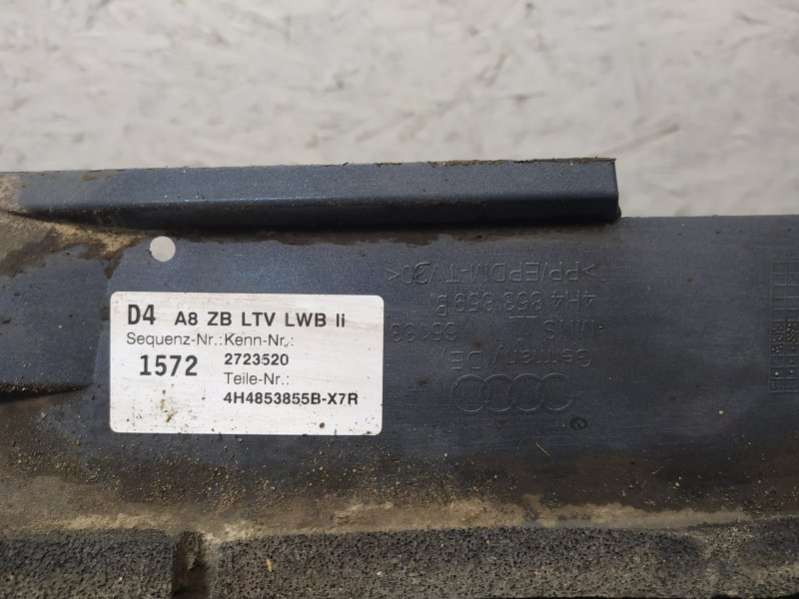 D4 A8 ZB LTV LWB li
Sequenz-Nr.: Kenn-Nr.:
1572 2723520
Teile-Nr.:
4H4853855B-X7R
>PP/EPDM-TV30<
Germany (DE)